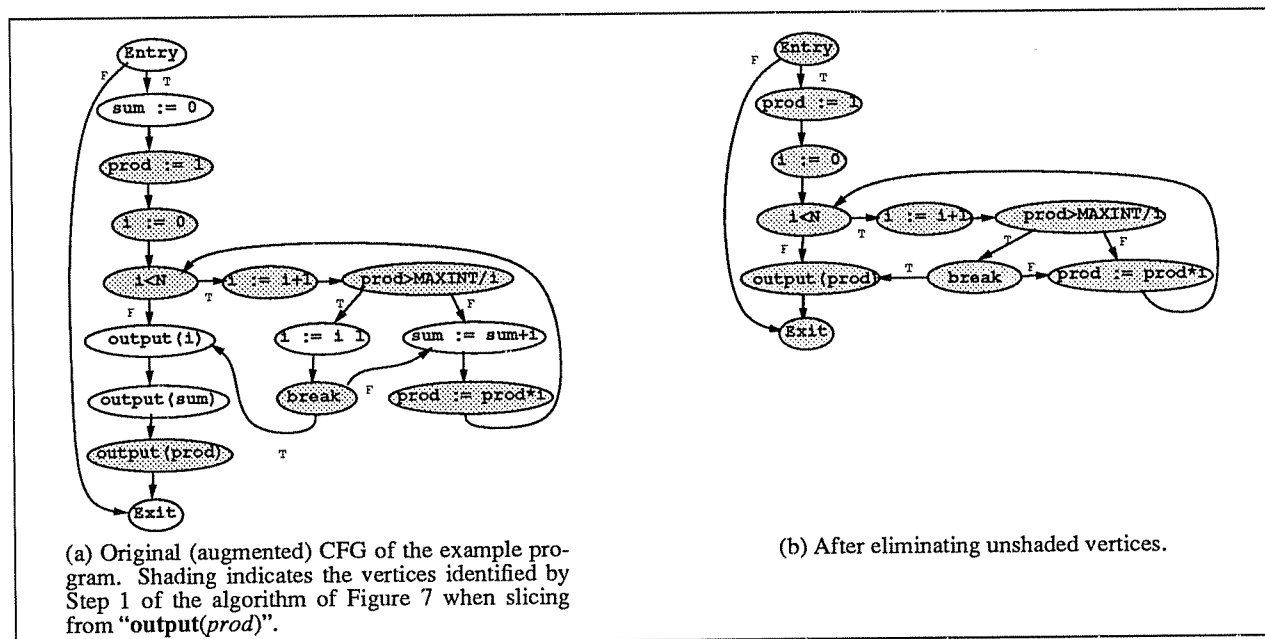 Entry
F
T
sum := 0
prod := 1
i := 0
i<N
T
i := i+1
prod>MAXINT/i
F
T
F
output(i)
i := i 1
sum := sum+i
output(sum)
break
F
prod := prod*i
output(prod)
T
Exit
(a) Original (augmented) CFG of the example pro-
gram. Shading indicates the vertices identified by
Step 1 of the algorithm of Figure 7 when slicing
from “output(prod)”.
Entry
F
T
prod := 1
i := 0
i<N
T
i := i+1
prod>MAXINT/i
F
T
F
output(prod)
T
break
F
prod := prod*i
Exit
(b) After eliminating unshaded vertices.